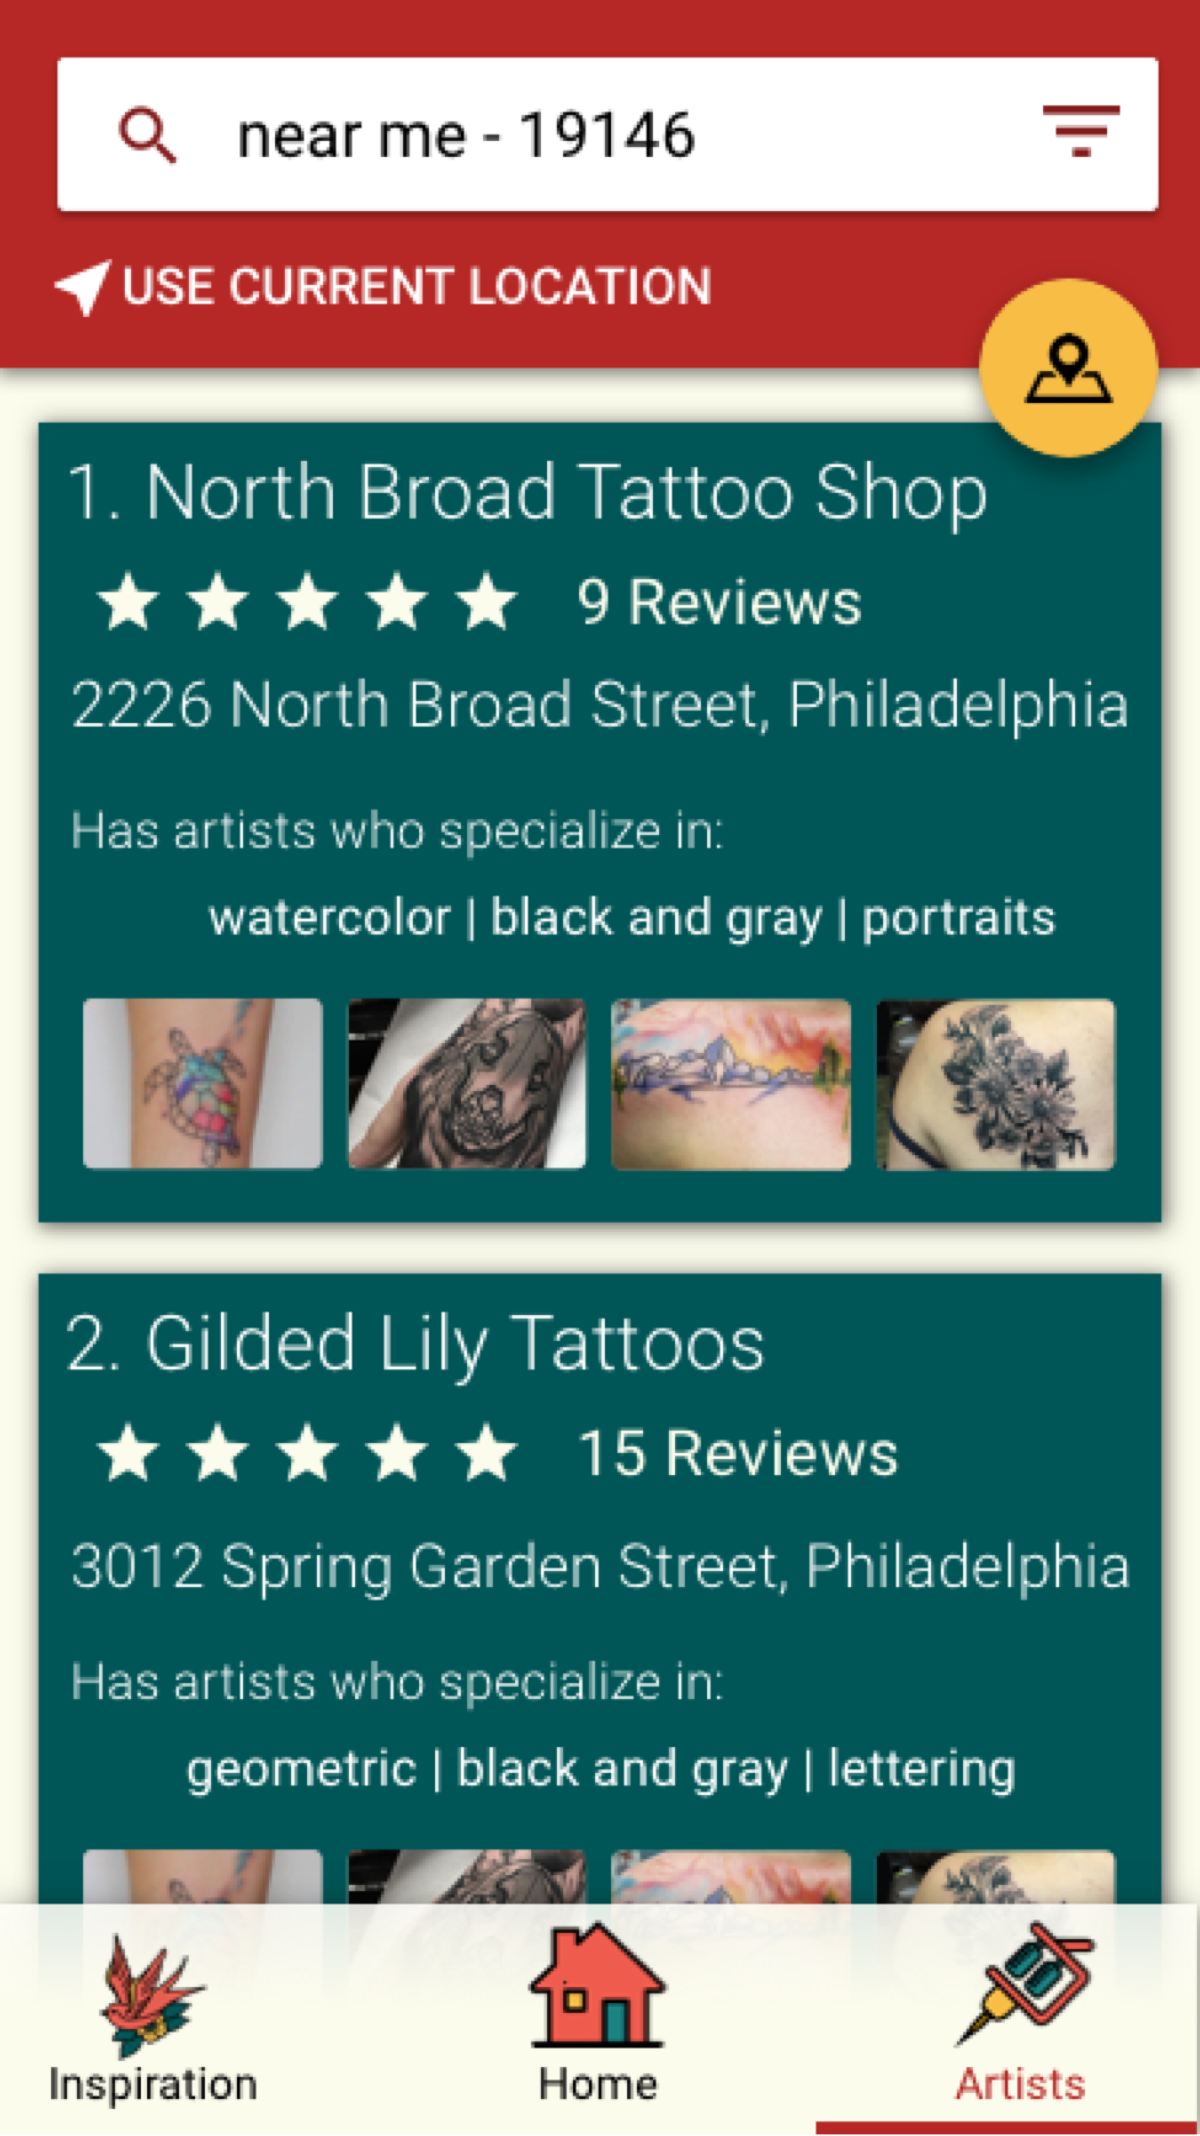 near me - 19146
USE CURRENT LOCATION
1. North Broad Tattoo Shop
9 Reviews
2226 North Broad Street, Philadelphia
Has artists who specialize in:
watercolor | black and gray | portraits
2. Gilded Lily Tattoos
15 Reviews
3012 Spring Garden Street, Philadelphia
Has artists who specialize in:
geometric | black and gray | lettering
Inspiration
Home
Artists